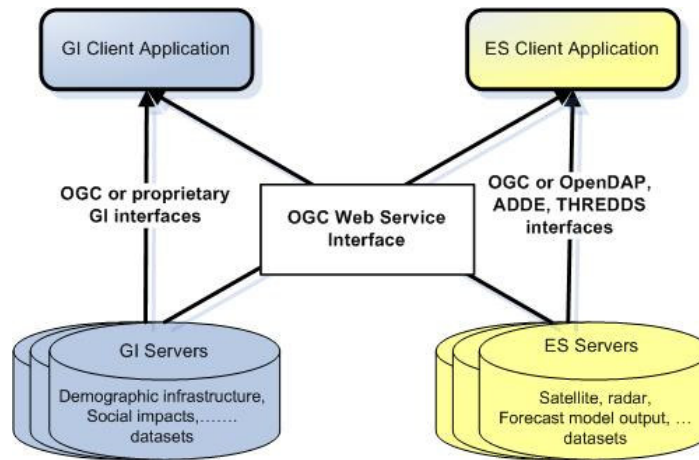 GI Client Application
ES Client Application
OGC or proprietary
GI interfaces
OGC Web Service
Interface
OGC or OpenDAP,
ADDE, THREDDS
interfaces
GI Servers
Demographic infrastructure,
Social impacts,.......
datasets
ES Servers
Satellite, radar,
Forecast model output, ...
datasets